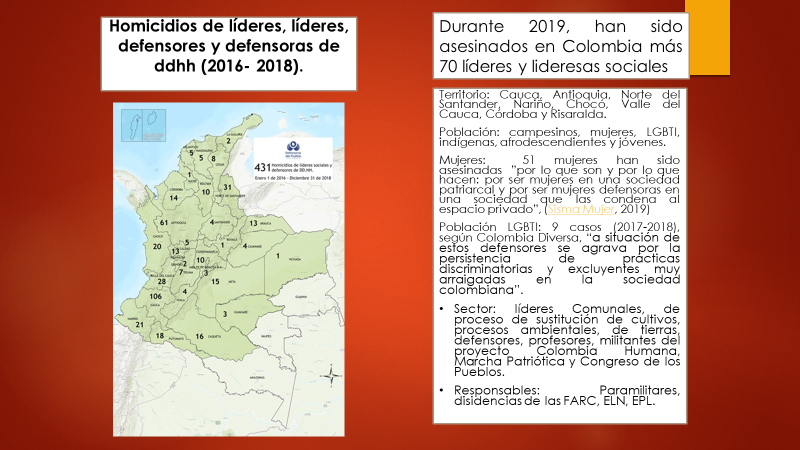 Homicidios de líderes, líderes,
defensores y defensoras de
ddhh (2016- 2018).
Durante 2019, han sido
asesinados en Colombia más
70 líderes y lideresas sociales
Territorio: Cauca, Antioquia, Norte del
Santander, Nariño, Chocó, Valle del
Cauca, Córdoba y Risaralda.
Población: campesinos, mujeres, LGBTI,
indígenas, afrodescendientes y jóvenes.
Mujeres: 51 mujeres han sido
asesinadas "por lo que son y por lo que
hacen: por ser mujeres en una sociedad
patriarcal y por ser mujeres defensoras en
una sociedad que las condena al
espacio privado", (Sisma Mujer, 2019)
Población LGBTI: 9 casos (2017-2018),
según Colombia Diversa, "a situación de
estos defensores se agrava por la
persistencia de prácticas
discriminatorias y excluyentes muy
arraigadas en la sociedad
colombiana".
• Sector: líderes Comunales, de
proceso de sustitución de cultivos,
procesos ambientales, de tierras,
defensores, profesores, militantes del
proyecto Colombia Humana,
Marcha Patriótica y Congreso de los
Pueblos.
• Responsables: Paramilitares,
disidencias de las FARC, ELN, EPL.
Defensoría
del Pueblo
431 Homicidios de líderes sociales y
defensores de DD.HH.
Enero 1 de 2016 - Diciembre 31 de 2018
2
5
5
8
1
10
31
14
61
4
13
20
5
13
1
4
1
10
2
7
3
28
15
106
4
3
21
18
16